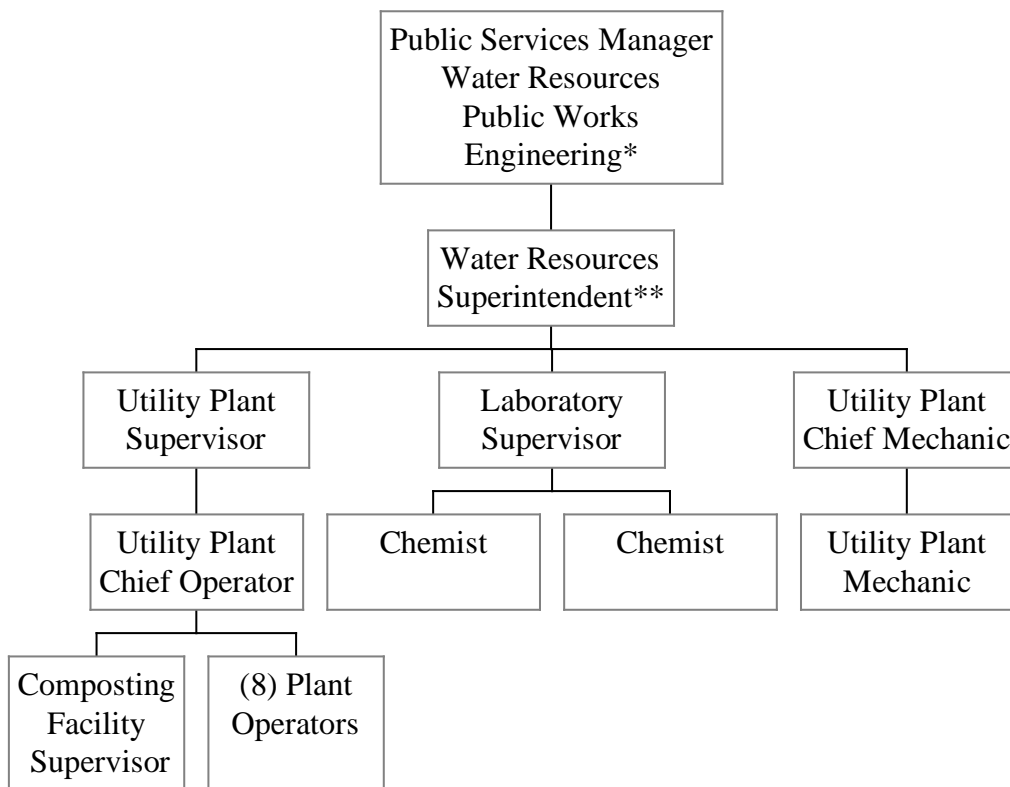 Public Services Manager
Water Resources
Public Works
Engineering*
Water Resources
Superintendent**
Utility Plant
Supervisor
Laboratory
Supervisor
Utility Plant
Chief Mechanic
Utility Plant
Chief Operator
Chemist
Chemist
Utility Plant
Mechanic
Composting
Facility
Supervisor
(8) Plant
Operators